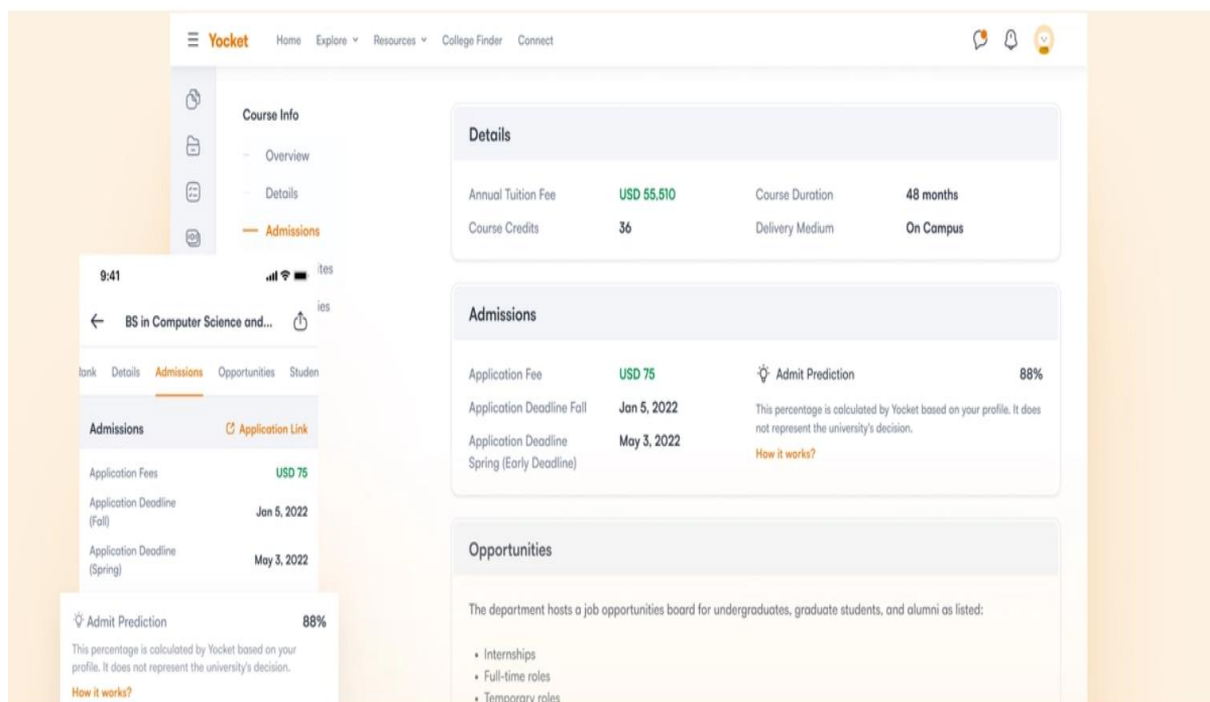 Yocket
Home Explore Resources College Finder Connect
Course Info
Overview
Details
Admissions
Details
Annual Tuition Fee USD 55,510 Course Duration 48 months
Course Credits 36 Delivery Medium On Campus
Admissions
Application Fee USD 75
Application Deadline Fall Jan 5, 2022
Application Deadline
Spring (Early Deadline) May 3, 2022
Admit Prediction 88%
This percentage is calculated by Yocket based on your profile. It does
not represent the university's decision.
How it works?
Opportunities
The department hosts a job opportunities board for undergraduates, graduate students, and alumni as listed:
• Internships
• Full-time roles
• Temporary roles
9:41
BS in Computer Science and...
Details Admissions Opportunities Studen
Admissions Application Link
Application Fees USD 75
Application Deadline
(Fall) Jan 5, 2022
Application Deadline
(Spring) May 3, 2022
Admit Prediction 88%
This percentage is calculated by Yocket based on your
profile. It does not represent the university's decision.
How it works?